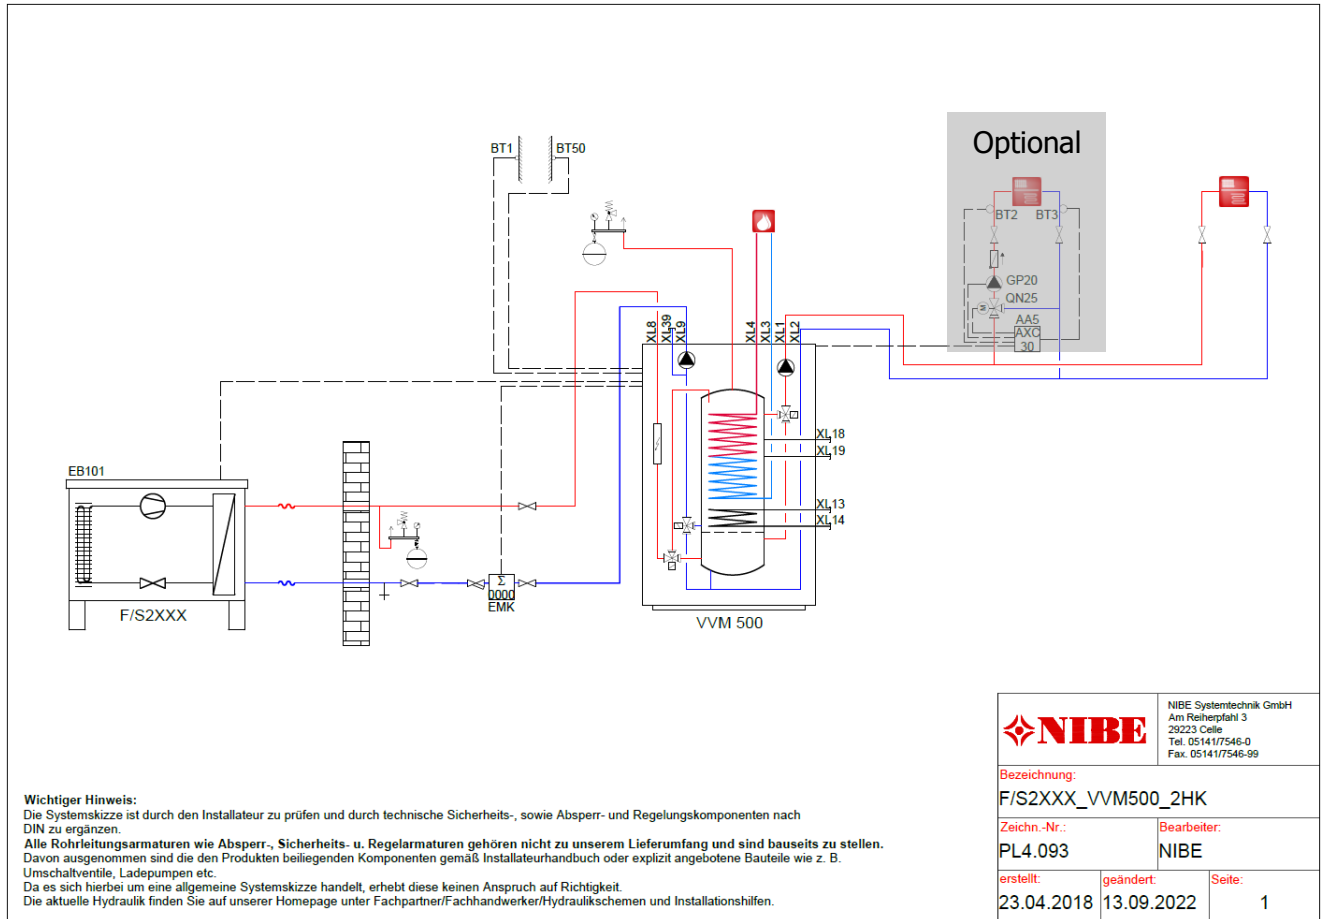 Optional
BT1
BT50
BT2
BT3
GP20
QN25
M
AA5
AXC
30
XL8
XL39
XL9
XL4
XL3
XL1
XL2
XL18
XL19
XL13
XL14
EB101
F/S2XXX
Σ
0000
EMK
VVM 500
NIBE
NIBE Systemtechnik GmbH
Am Reiherpfahl 3
29223 Celle
Tel. 05141/7546-0
Fax. 05141/7546-99
Bezeichnung:
F/S2XXX_VVM500_2HK
Zeichn.-Nr.:
Bearbeiter:
PL4.093
NIBE
erstellt:
geändert:
Seite:
23.04.2018
13.09.2022
1
Wichtiger Hinweis:
Die Systemskizze ist durch den Installateur zu prüfen und durch technische Sicherheits-, sowie Absperr- und Regelungskomponenten nach
DIN zu ergänzen.
Alle Rohrleitungsarmaturen wie Absperr-, Sicherheits- u. Regelarmaturen gehören nicht zu unserem Lieferumfang und sind bauseits zu stellen.
Davon ausgenommen sind die den Produkten beiliegenden Komponenten gemäß Installateurhandbuch oder explizit angebotene Bauteile wie z. B.
Umschaltventile, Ladepumpen etc.
Da es sich hierbei um eine allgemeine Systemskizze handelt, erhebt diese keinen Anspruch auf Richtigkeit.
Die aktuelle Hydraulik finden Sie auf unserer Homepage unter Fachpartner/Fachhandwerker/Hydraulikschemen und Installationshilfen.